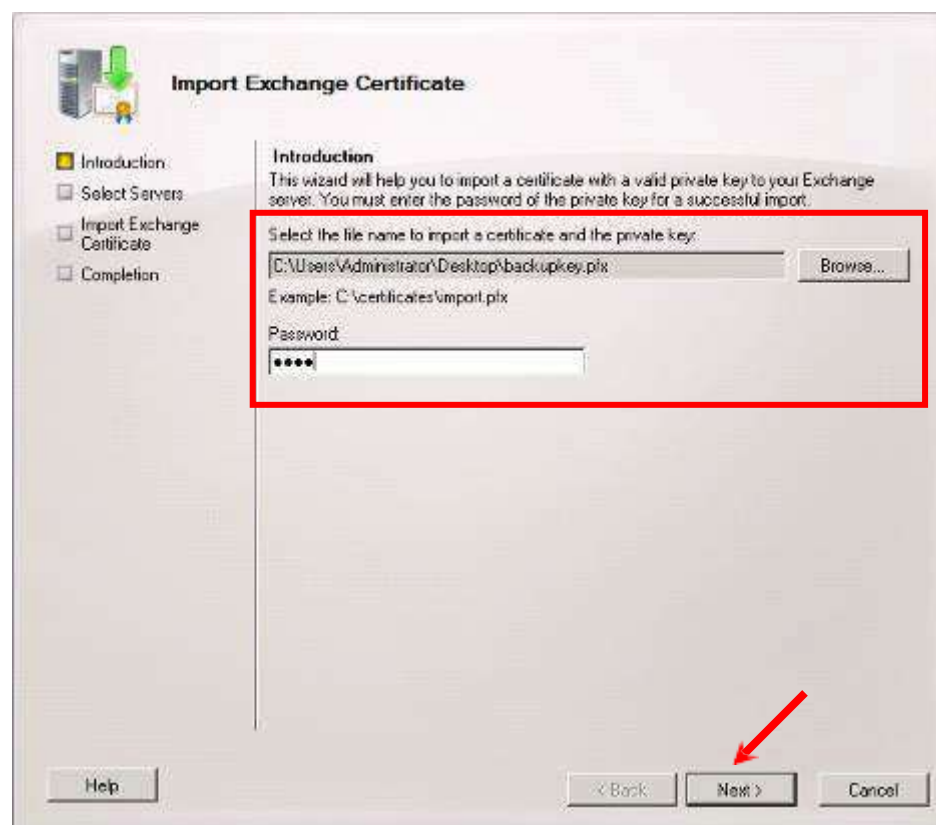 Import Exchange Certificate
Introduction
Select Servers
Import Exchange
Certificate
Completion
Introduction
This wizard will help you to import a certificate with a valid private key to your Exchange
server. You must enter the password of the private key for a successful import.
Select the file name to import a certificate and the private key:
C:\Users\Administrator\Desktop\backupkey.pfx
Browse...
Example: C:\certificates\import.pfx
Password:
••••
Help
< Back
Next >
Cancel